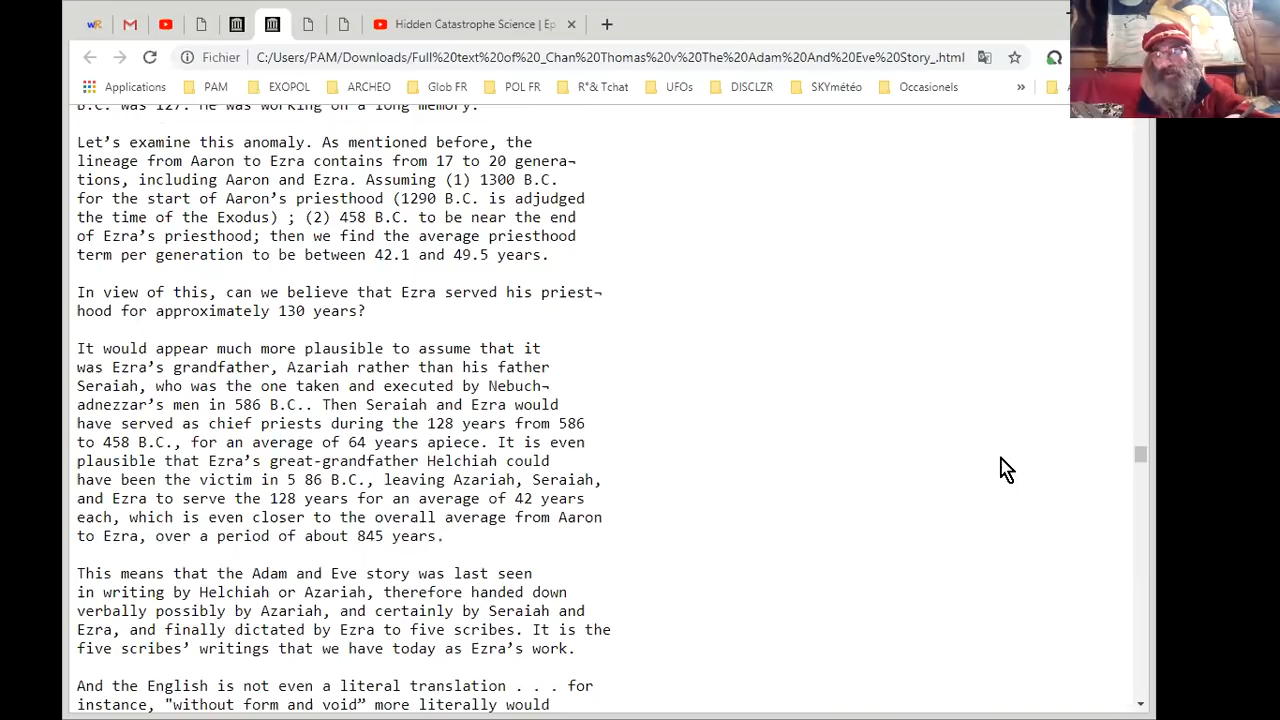 Hidden Catastrophe Science | Ep
Fichier
C:/Users/PAM/Downloads/Full%20text%20of%20_Chan%20Thomas%20v%20The%20Adam%20And%20Eve%20Story_.html
Applications
PAM
EXOPOL
ARCHEO
Glob FR
POL FR
R*& Tchat
UFOs
DISCLZR
SKYmétéo
Occasionels
»
B.C. was 127. He was working on a long memory.
Let’s examine this anomaly. As mentioned before, the
lineage from Aaron to Ezra contains from 17 to 20 genera¬
tions, including Aaron and Ezra. Assuming (1) 1300 B.C.
for the start of Aaron’s priesthood (1290 B.C. is adjudged
the time of the Exodus) ; (2) 458 B.C. to be near the end
of Ezra’s priesthood; then we find the average priesthood
term per generation to be between 42.1 and 49.5 years.
In view of this, can we believe that Ezra served his priest¬
hood for approximately 130 years?
It would appear much more plausible to assume that it
was Ezra’s grandfather, Azariah rather than his father
Seraiah, who was the one taken and executed by Nebuch¬
adnezzar’s men in 586 B.C.. Then Seraiah and Ezra would
have served as chief priests during the 128 years from 586
to 458 B.C., for an average of 64 years apiece. It is even
plausible that Ezra’s great-grandfather Helchiah could
have been the victim in 5 86 B.C., leaving Azariah, Seraiah,
and Ezra to serve the 128 years for an average of 42 years
each, which is even closer to the overall average from Aaron
to Ezra, over a period of about 845 years.
This means that the Adam and Eve story was last seen
in writing by Helchiah or Azariah, therefore handed down
verbally possibly by Azariah, and certainly by Seraiah and
Ezra, and finally dictated by Ezra to five scribes. It is the
five scribes’ writings that we have today as Ezra’s work.
And the English is not even a literal translation . . . for
instance, "without form and void” more literally would